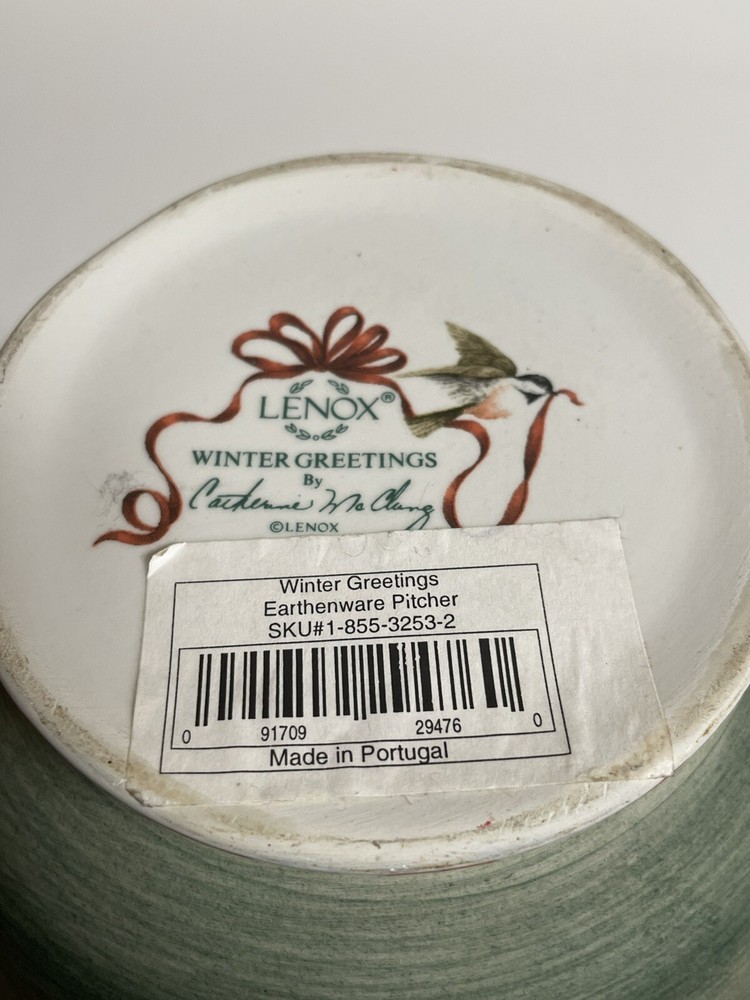 LENOX®
WINTER GREETINGS
By
Catherine McClung
©LENOX
Winter Greetings
Earthenware Pitcher
SKU#1-855-3253-2
0 91709 29476 0
Made in Portugal